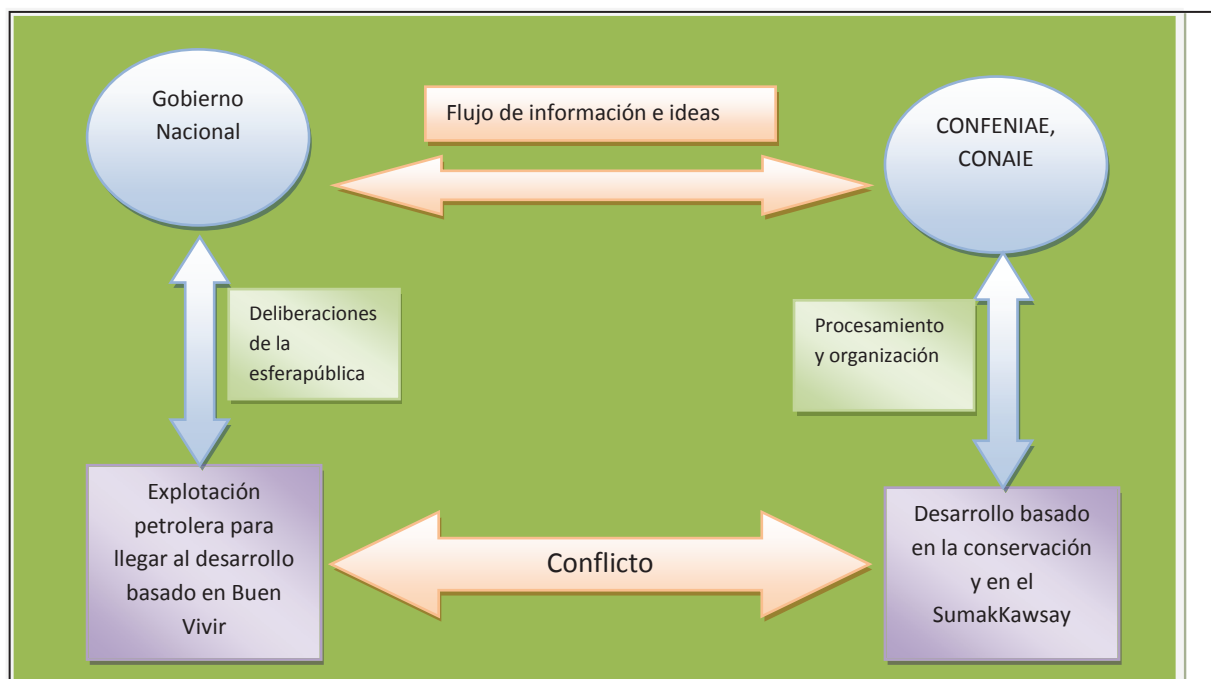 Gobierno
Nacional
Flujo de información e ideas
CONFENIAE,
CONAIE
Deliberaciones
de la
esferapública
Procesamiento
y organización
Explotación
petrolera para
llegar al desarrollo
basado en Buen
Vivir
Conflicto
Desarrollo basado
en la conservación
y en el
SumakKawsay